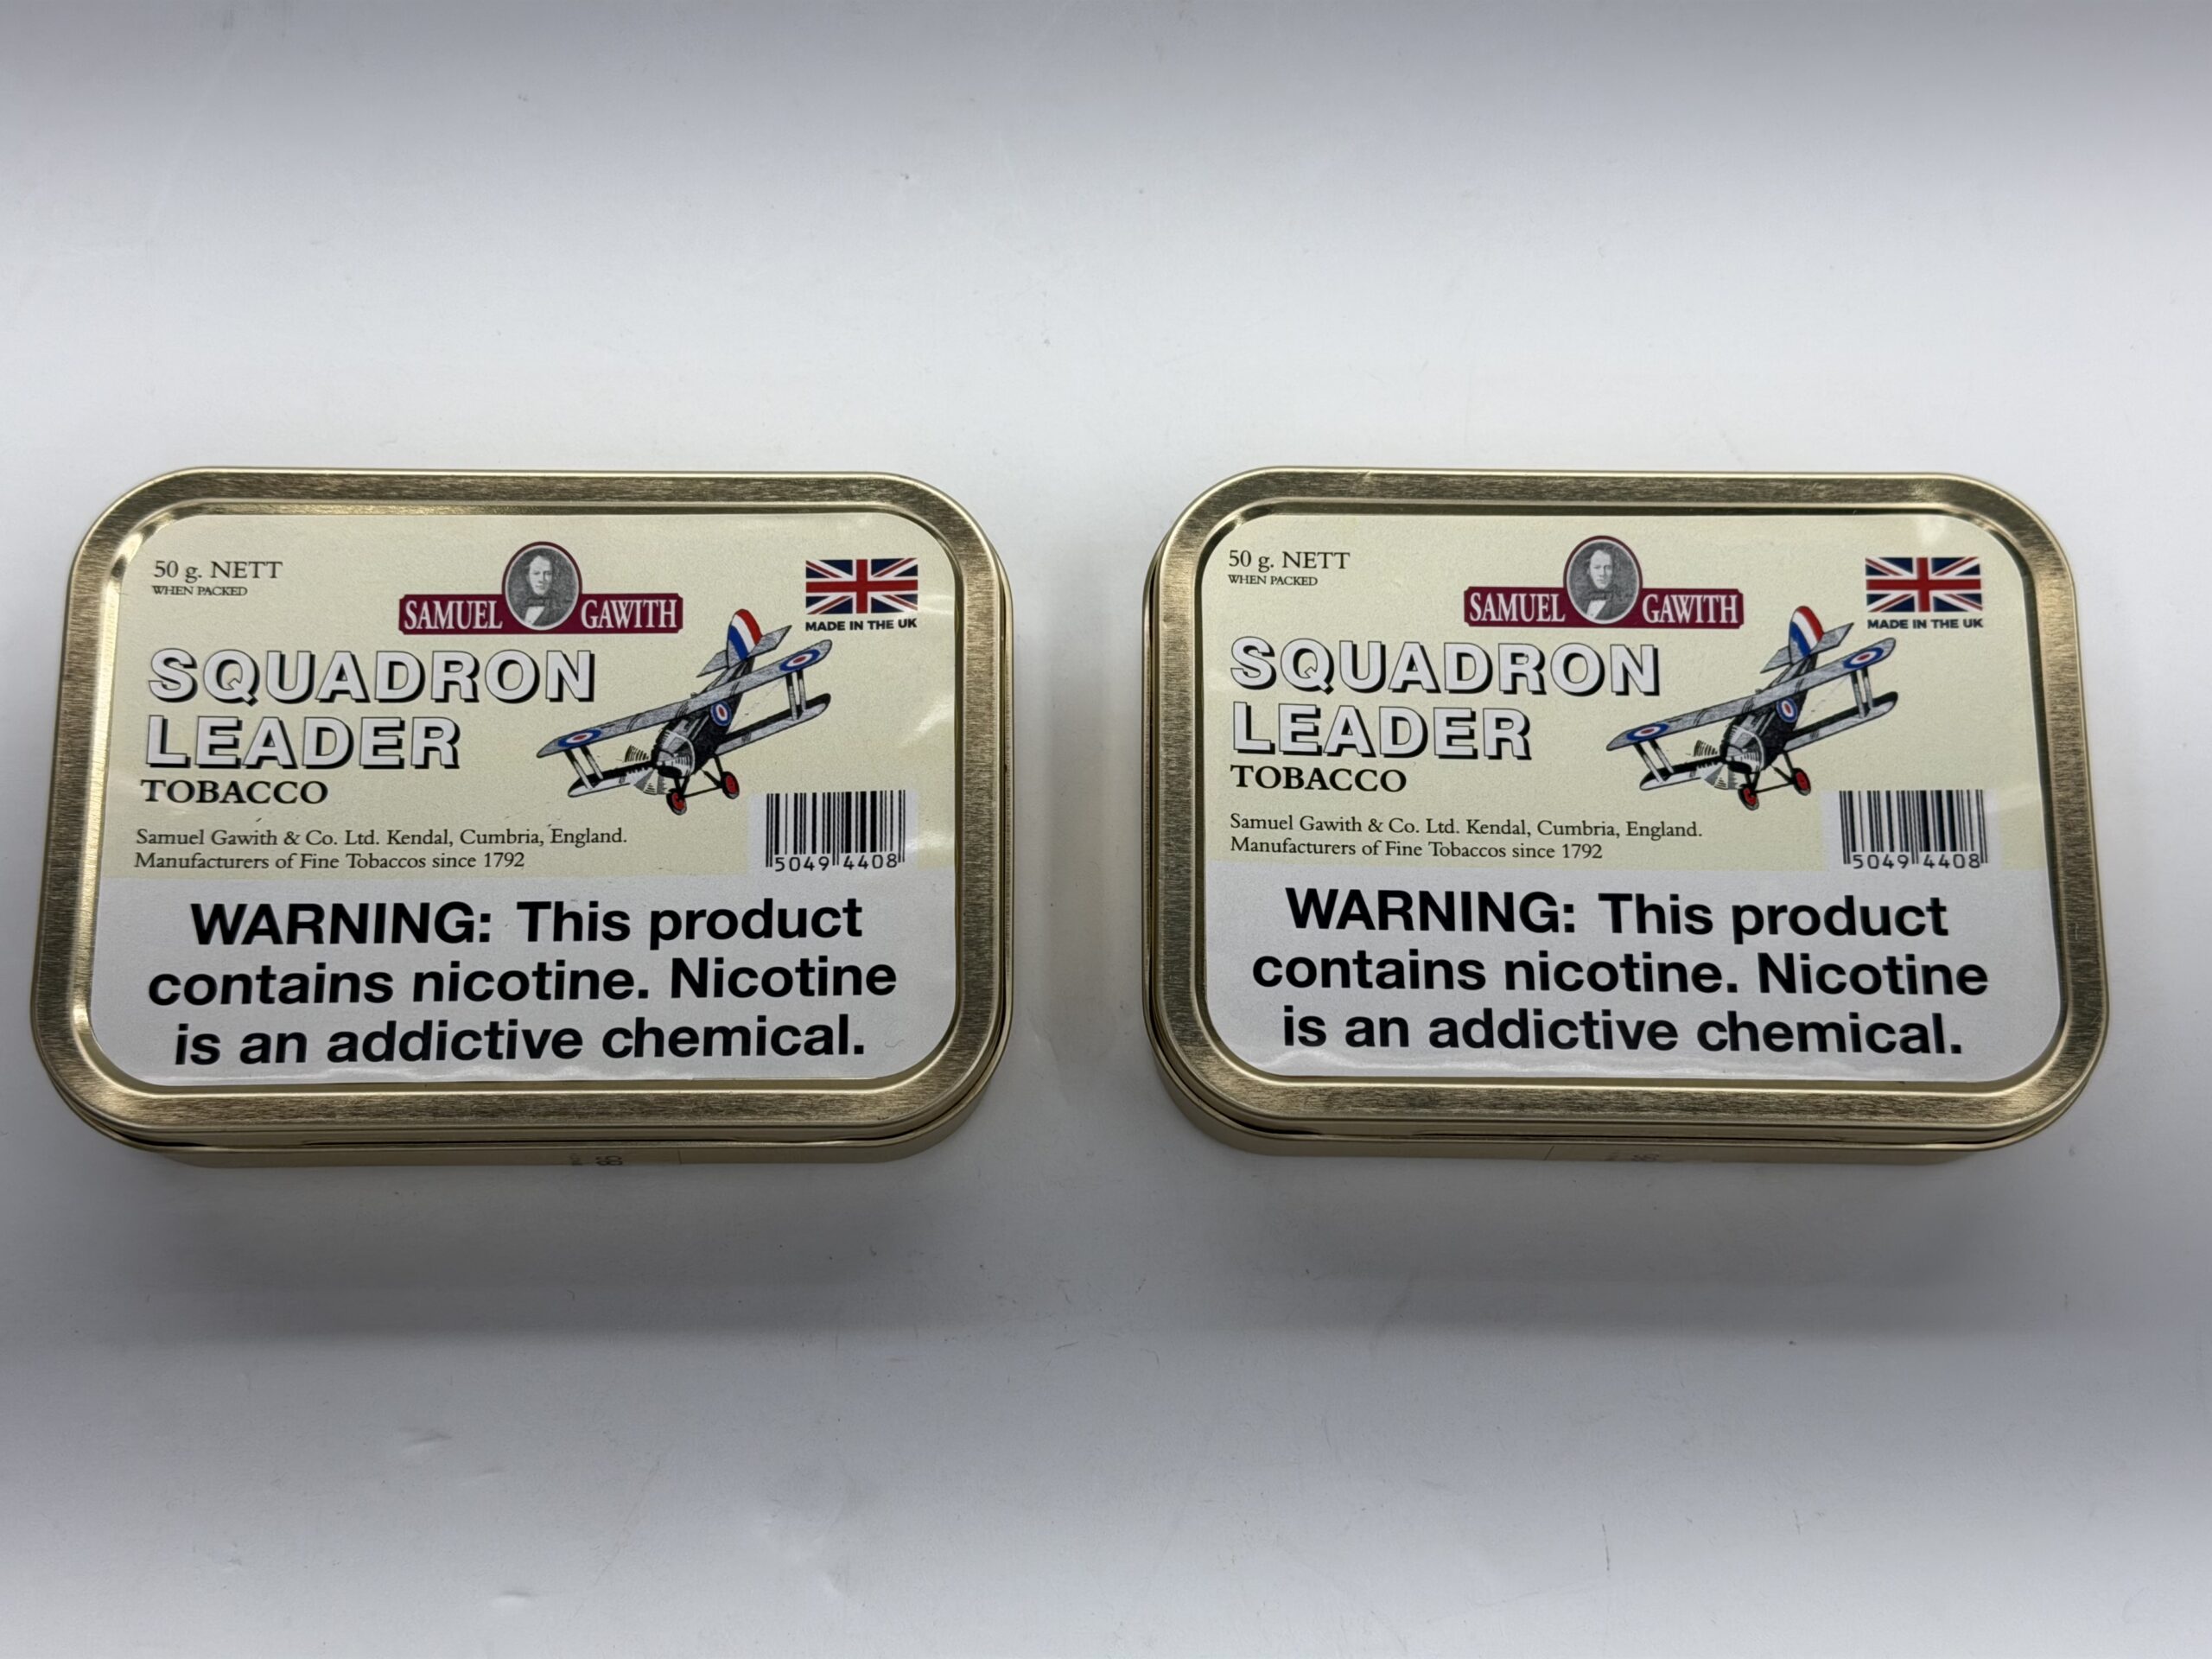 50 g. NETT
WHEN PACKED
SAMUEL GAWITH
MADE IN THE UK
SQUADRON
LEADER
TOBACCO
Samuel Gawith & Co. Ltd. Kendal, Cumbria, England.
Manufacturers of Fine Tobaccos since 1792
5049 4408
WARNING: This product
contains nicotine. Nicotine
is an addictive chemical.
50 g. NETT
WHEN PACKED
SAMUEL GAWITH
MADE IN THE UK
SQUADRON
LEADER
TOBACCO
Samuel Gawith & Co. Ltd. Kendal, Cumbria, England.
Manufacturers of Fine Tobaccos since 1792
5049 4408
WARNING: This product
contains nicotine. Nicotine
is an addictive chemical.